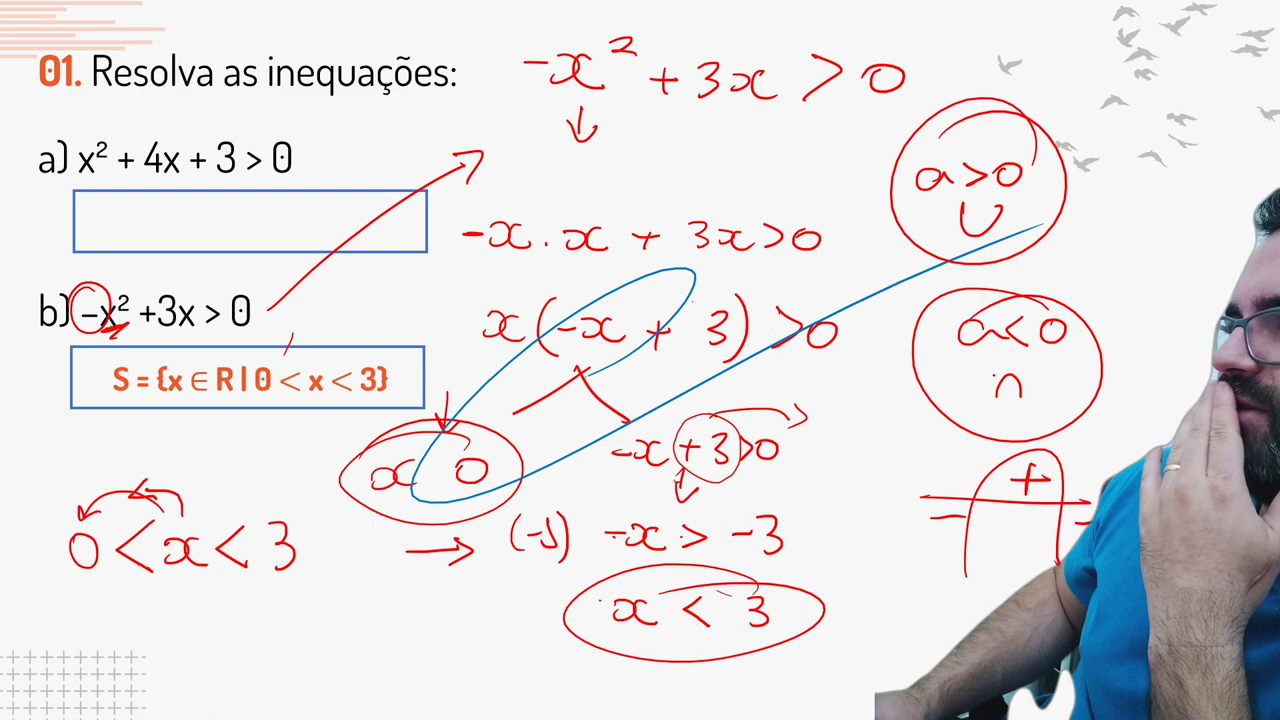 01. Resolva as inequações:
-x² + 3x > 0
a) x² + 4x + 3 > 0
a > 0
-x . x + 3x > 0
b) -x² +3x > 0
x(-x + 3) > 0
a < 0
S = {x ∈ R | 0 < x < 3}
x 0
-x + 3 > 0
+
0 < x < 3
(-1) -x > -3
- -
x < 3